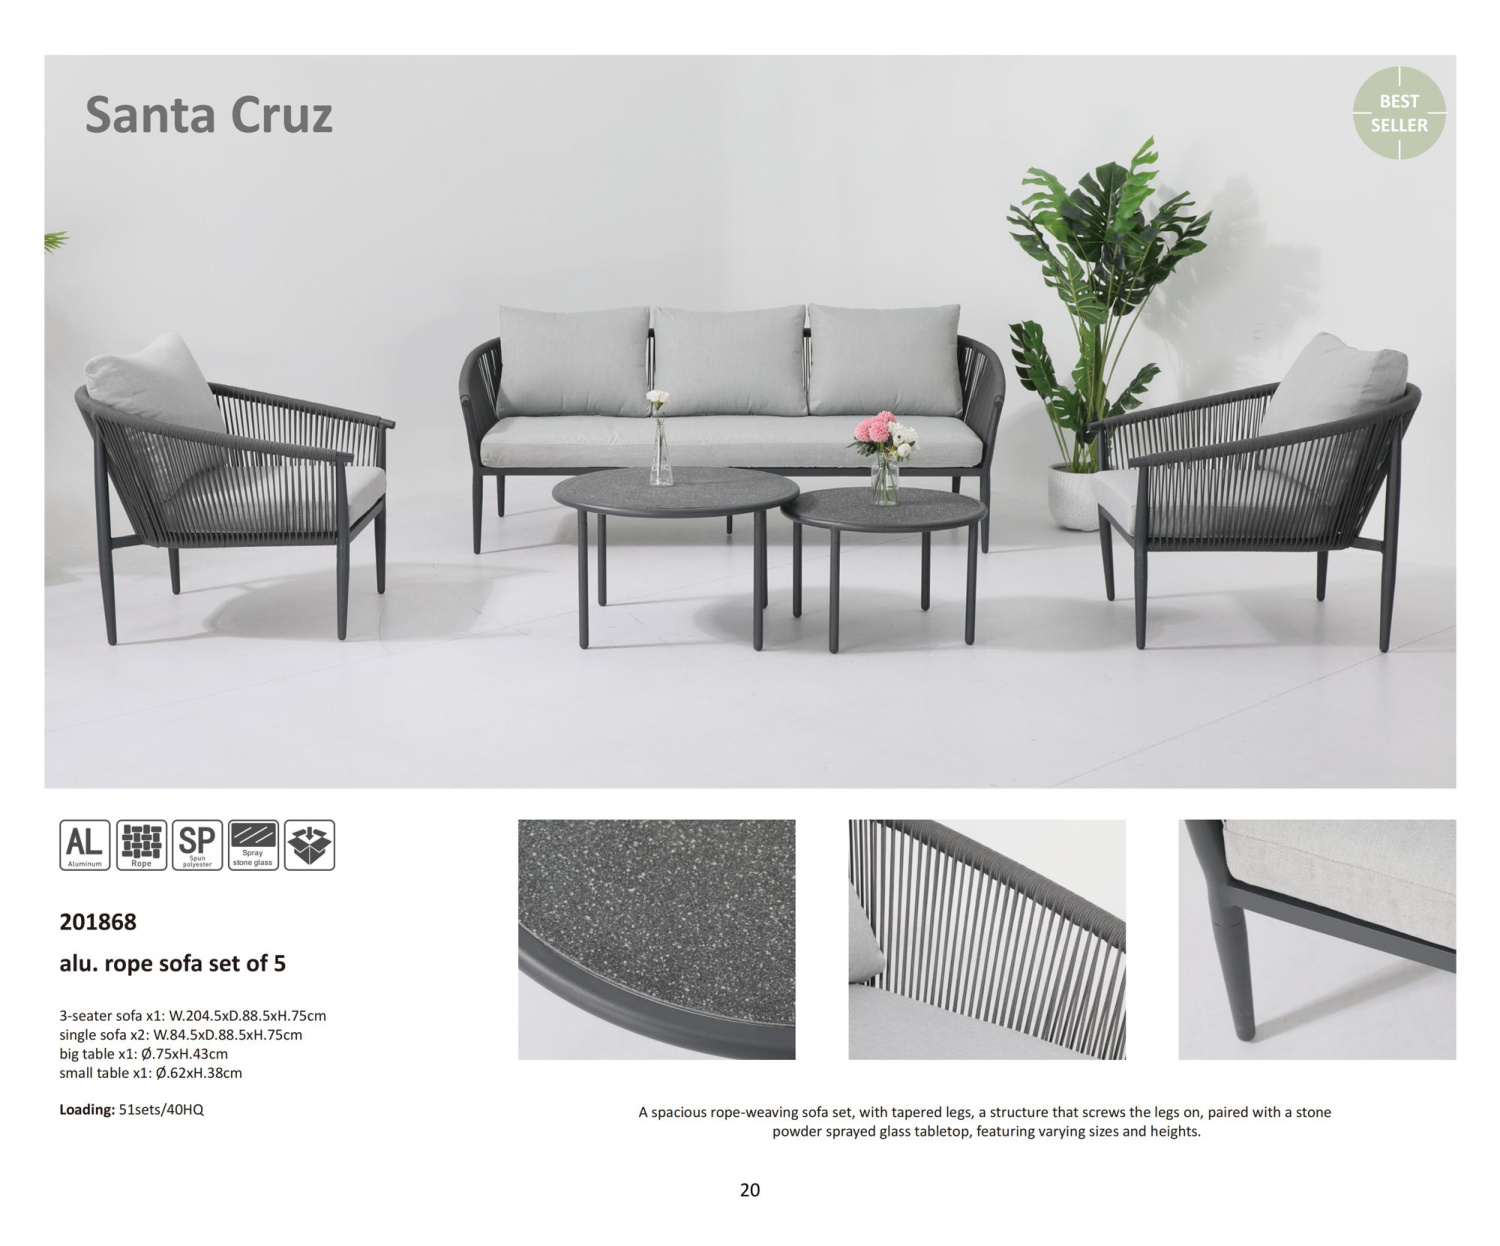 Santa Cruz
BEST
SELLER
AL
Aluminum
Rope
SP
Spun
polyester
Spray
stone glass
201868
alu. rope sofa set of 5
3-seater sofa x1: W.204.5xD.88.5xH.75cm
single sofa x2: W.84.5xD.88.5xH.75cm
big table x1: Ø.75xH.43cm
small table x1: Ø.62xH.38cm
Loading: 51sets/40HQ
A spacious rope-weaving sofa set, with tapered legs, a structure that screws the legs on, paired with a stone
powder sprayed glass tabletop, featuring varying sizes and heights.
20